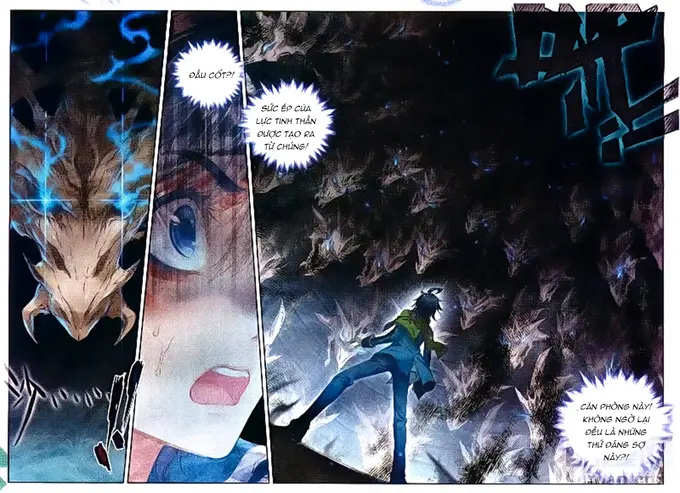 ĐẦU CỐT?!
SỨC ÉP CỦA
LỰC TINH THẦN
ĐƯỢC TẠO RA
TỪ CHÚNG!
CĂN PHÒNG NÀY!
KHÔNG NGỜ LẠI
ĐỀU LÀ NHỮNG
THỨ ĐÁNG SỢ
NÀY?!